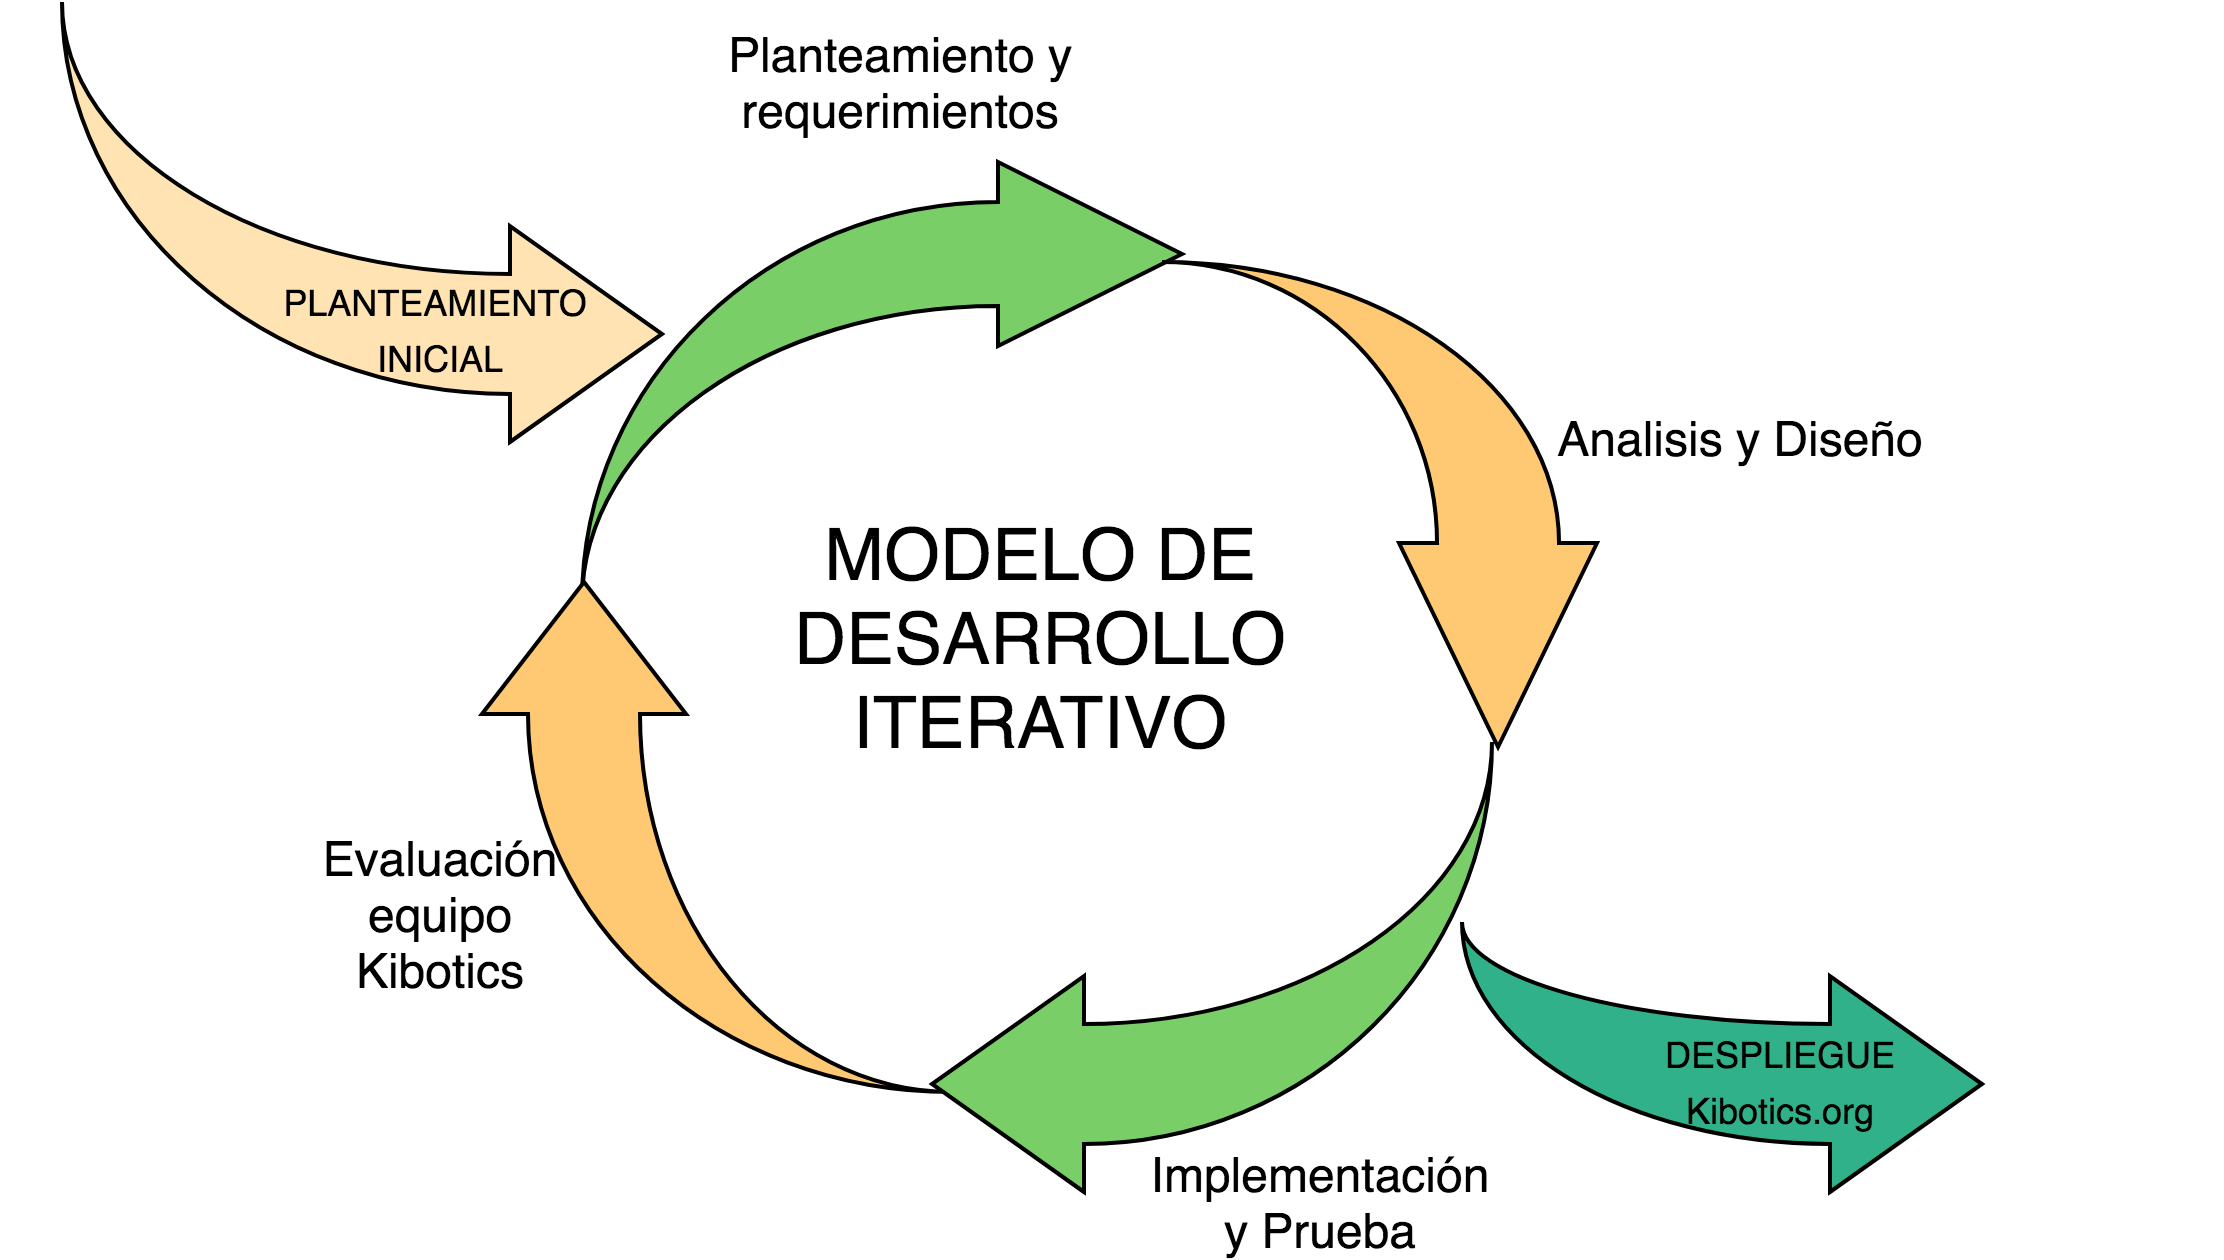 Planteamiento y
requerimientos
PLANTEAMIENTO
INICIAL
Analisis y Diseño
MODELO DE
DESARROLLO
ITERATIVO
Evaluación
equipo
Kibotics
DESPLIEGUE
Kibotics.org
Implementación
y Prueba